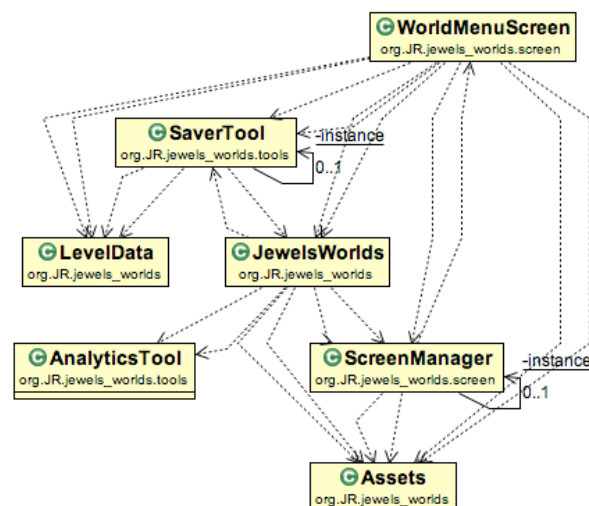 C WorldMenuScreen
org.JR.jewels_worlds.screen
C SaverTool
org.JR.jewels_worlds.tools
-instance
0..1
C LevelData
org.JR.jewels_worlds
C JewelsWorlds
org.JR.jewels_worlds
C AnalyticsTool
org.JR.jewels_worlds.tools
C ScreenManager
org.JR.jewels_worlds.screen
-instance
0..1
C Assets
org.JR.jewels_worlds